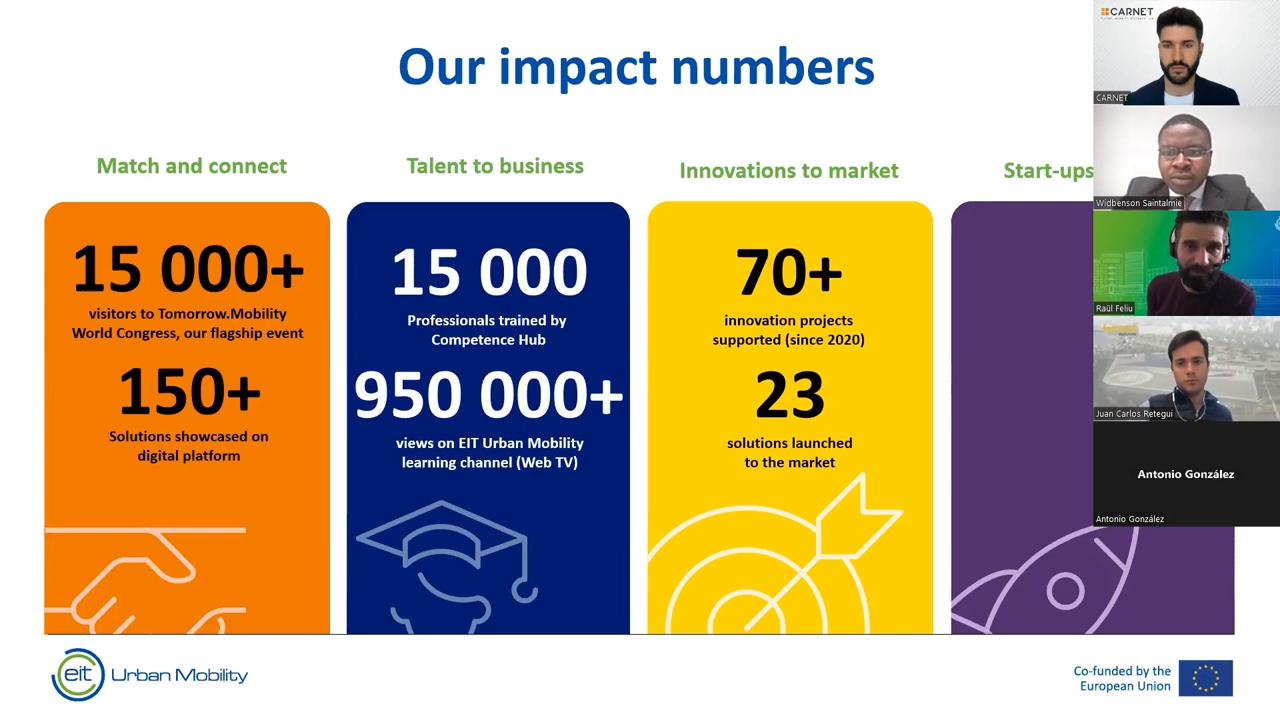 Our impact numbers
Match and connect
15 000+
visitors to Tomorrow.Mobility
World Congress, our flagship event
150+
Solutions showcased on
digital platform
Talent to business
15 000
Professionals trained by
Competence Hub
950 000+
views on EIT Urban Mobility
learning channel (Web TV)
Innovations to market
70+
innovation projects
supported (since 2020)
23
solutions launched
to the market
Start-ups
CARNET
CARNET
Widbenson Saintalmie
Raül Feliu
Juan Carlos Retegui
Antonio González
Antonio González
eit Urban Mobility
Co-funded by the
European Union